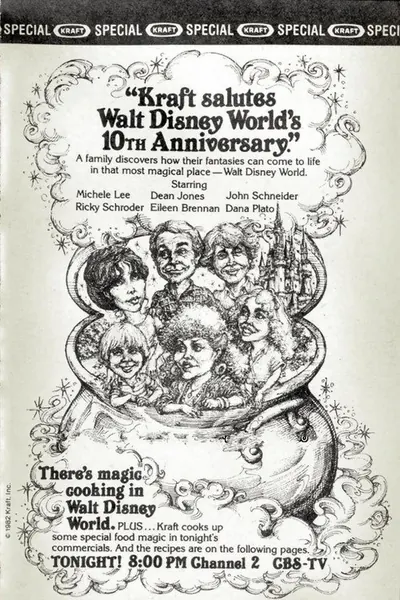 SPECIAL KRAFT SPECIAL KRAFT SPECIAL KRAFT SPECIAL KRAFT SPECI
"Kraft salutes
Walt Disney World's
10TH Anniversary."
A family discovers how their fantasies can come to life
in that most magical place — Walt Disney World.
Starring
Michele Lee Dean Jones John Schneider
Ricky Schroder Eileen Brennan Dana Plato
There's magic
cooking in
Walt Disney
World. PLUS... Kraft cooks up
some special food magic in tonight's
commercials. And the recipes are on the following pages.
TONIGHT! 8:00 PM Channel 2 CBS-TV
© 1982 Kraft, Inc.